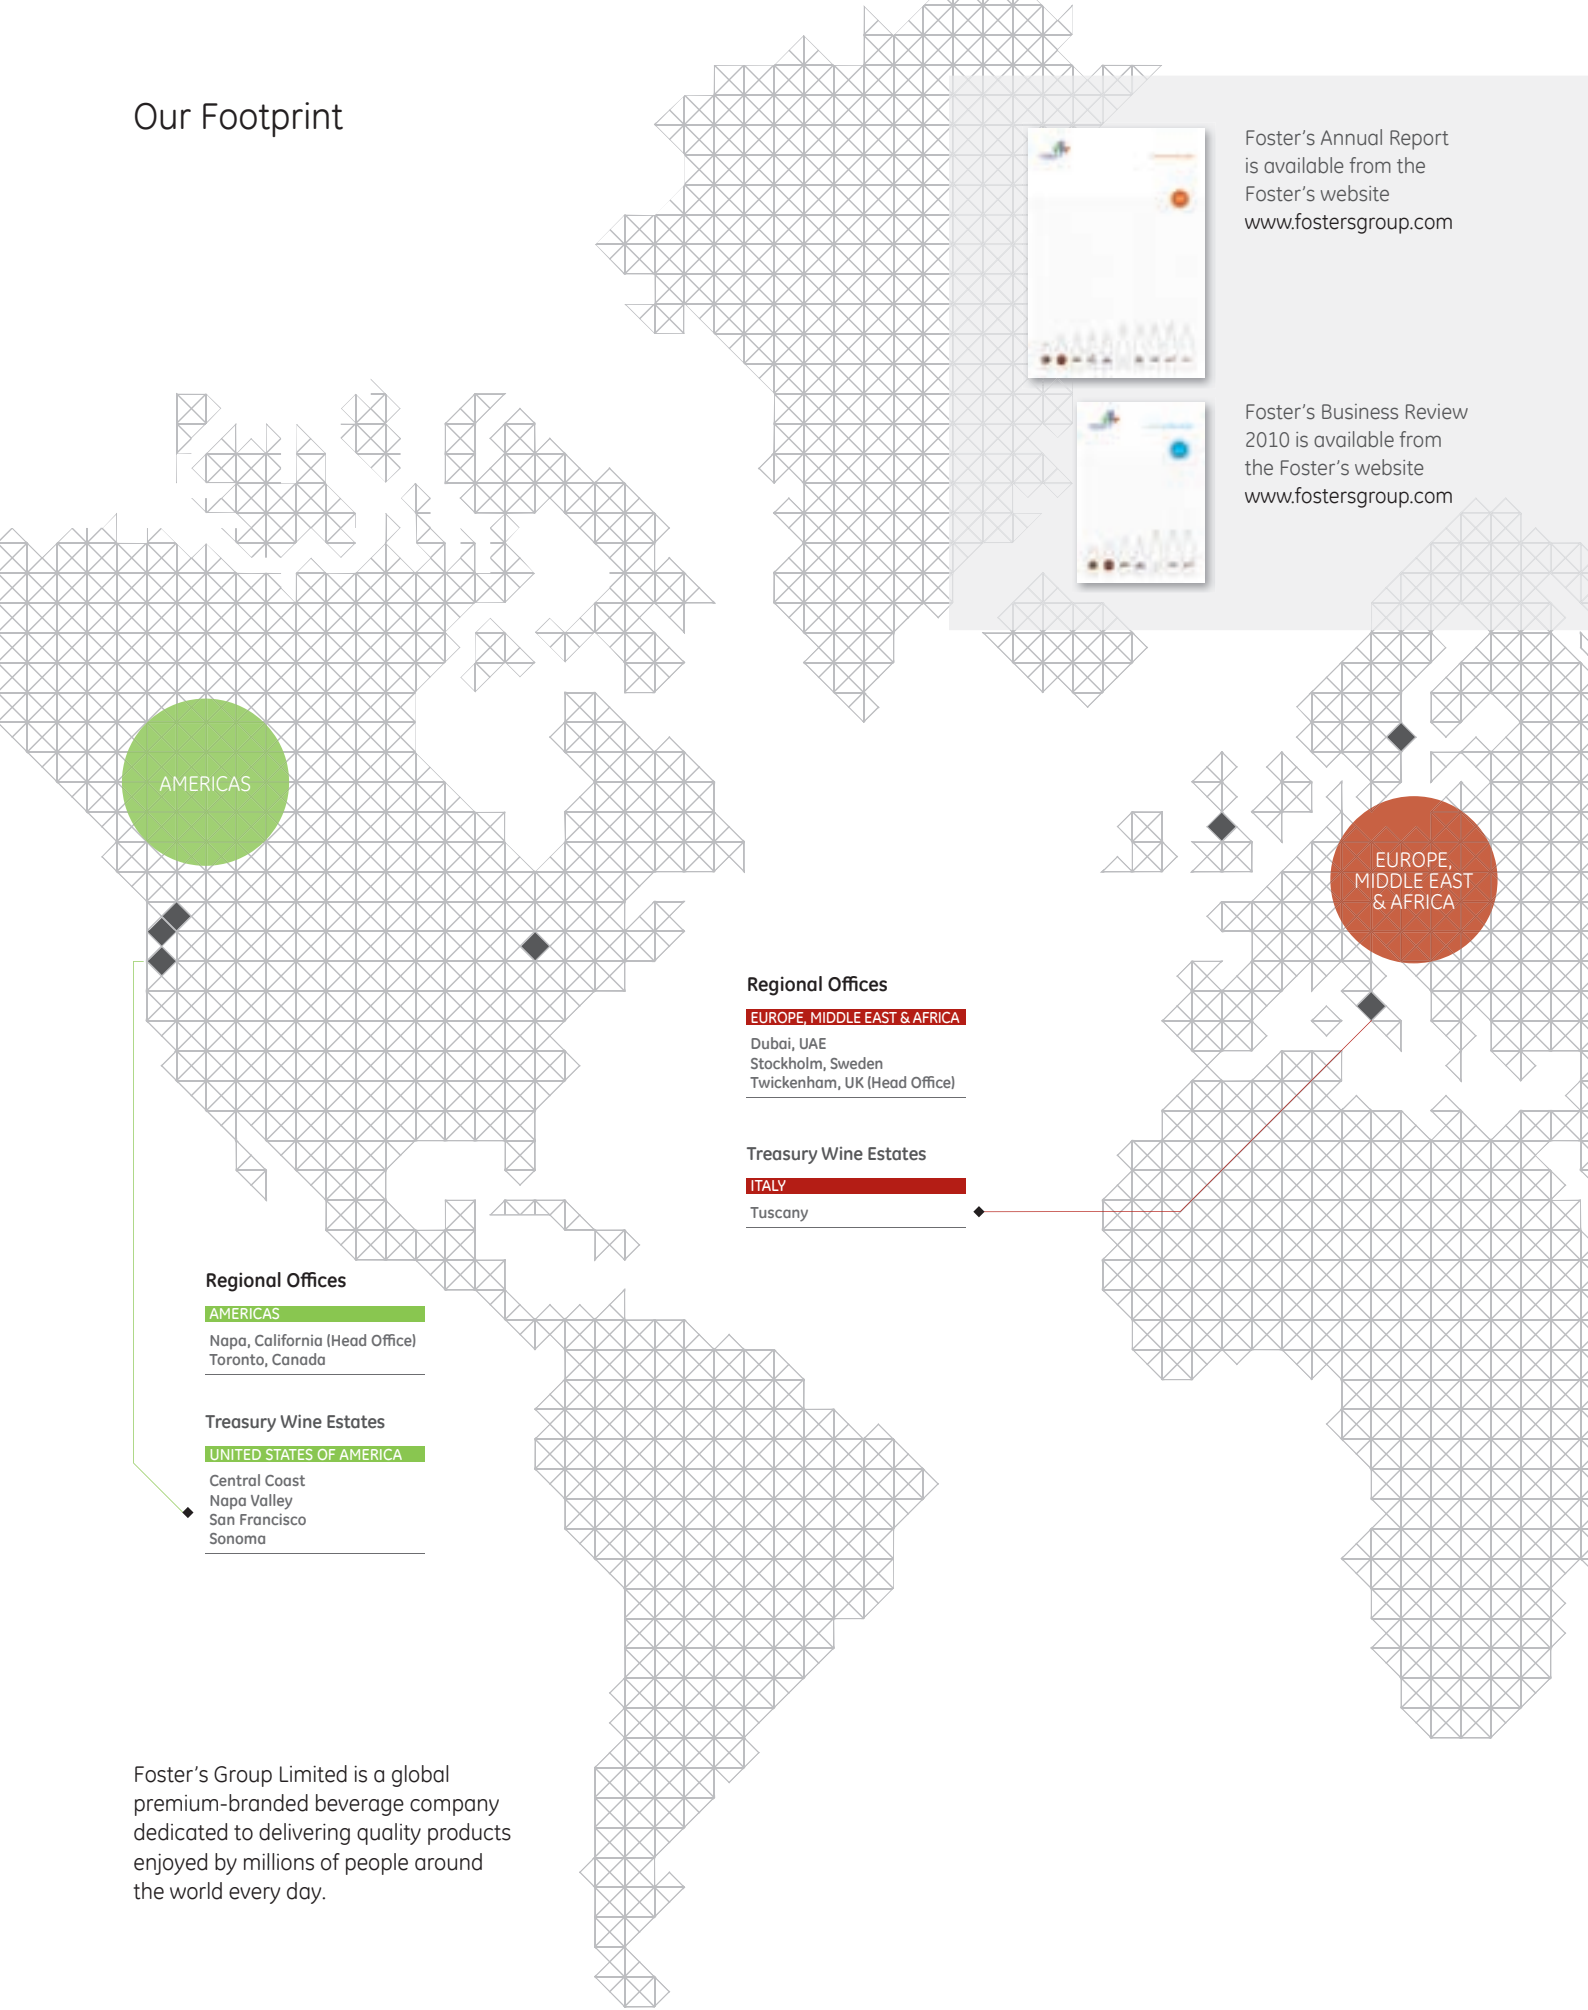 Our Footprint
Foster’s Annual Report
is available from the
Foster’s website
www.fostersgroup.com
Foster’s Business Review
2010 is available from
the Foster’s website
www.fostersgroup.com
AMERICAS
EUROPE,
MIDDLE EAST
& AFRICA
Regional Offices
EUROPE, MIDDLE EAST & AFRICA
Dubai, UAE
Stockholm, Sweden
Twickenham, UK (Head Office)
Treasury Wine Estates
ITALY
Tuscany
Regional Offices
AMERICAS
Napa, California (Head Office)
Toronto, Canada
Treasury Wine Estates
UNITED STATES OF AMERICA
Central Coast
Napa Valley
San Francisco
Sonoma
Foster’s Group Limited is a global
premium-branded beverage company
dedicated to delivering quality products
enjoyed by millions of people around
the world every day.